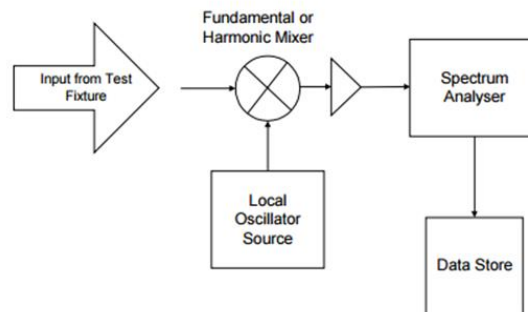 Fundamental or
Harmonic Mixer
Input from Test
Fixture
Spectrum
Analyser
Local
Oscillator
Source
Data Store